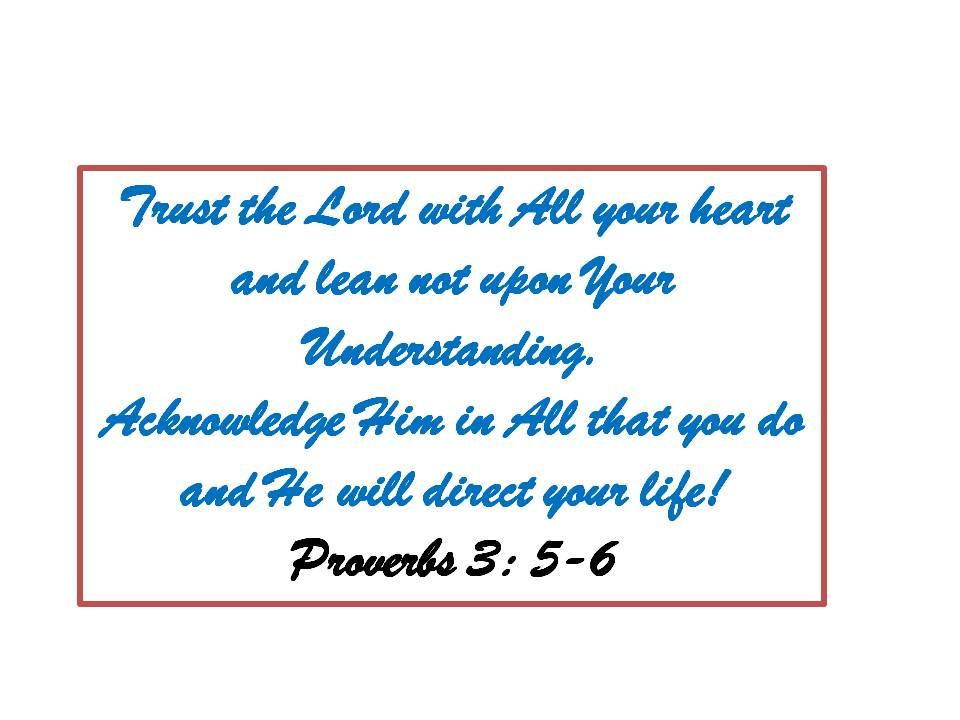 Trust the Lord with All your heart
and lean not upon Your
Understanding.
Acknowledge Him in All that you do
and He will direct your life!
Proverbs 3: 5-6